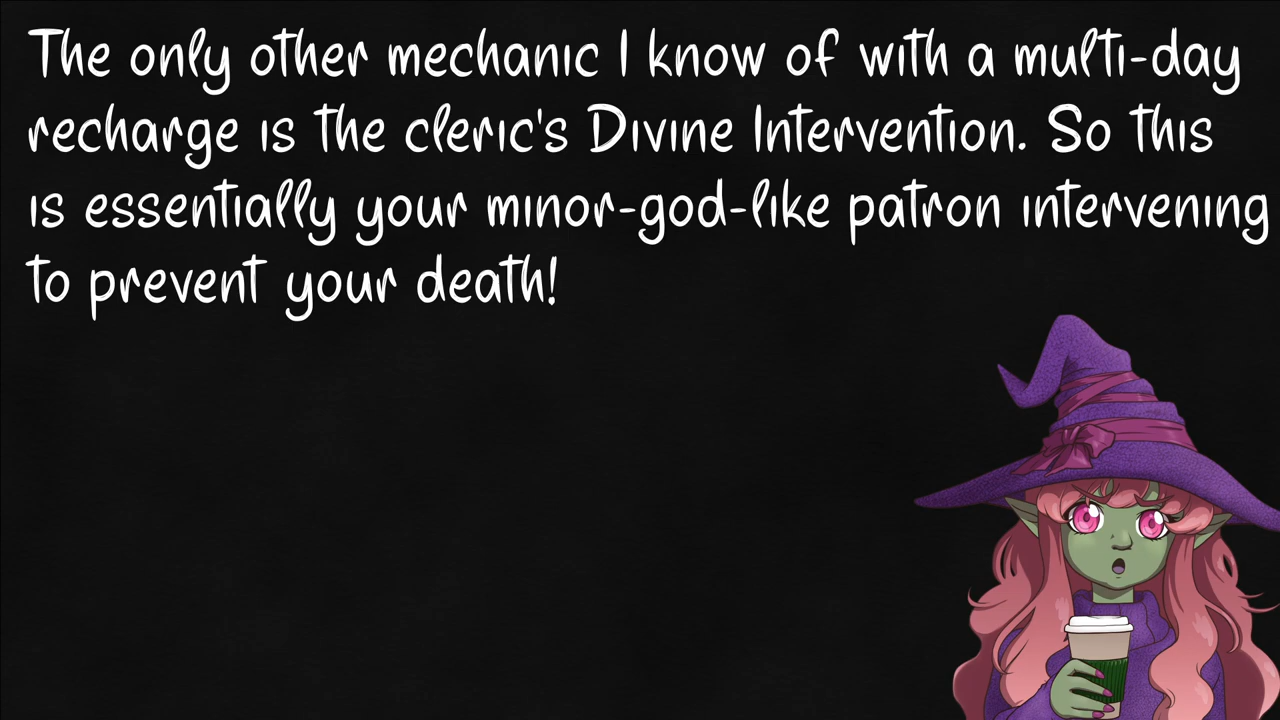 The only other mechanic I know of with a multi-day
recharge is the cleric's Divine Intervention. So this
is essentially your minor-god-like patron intervening
to prevent your death!